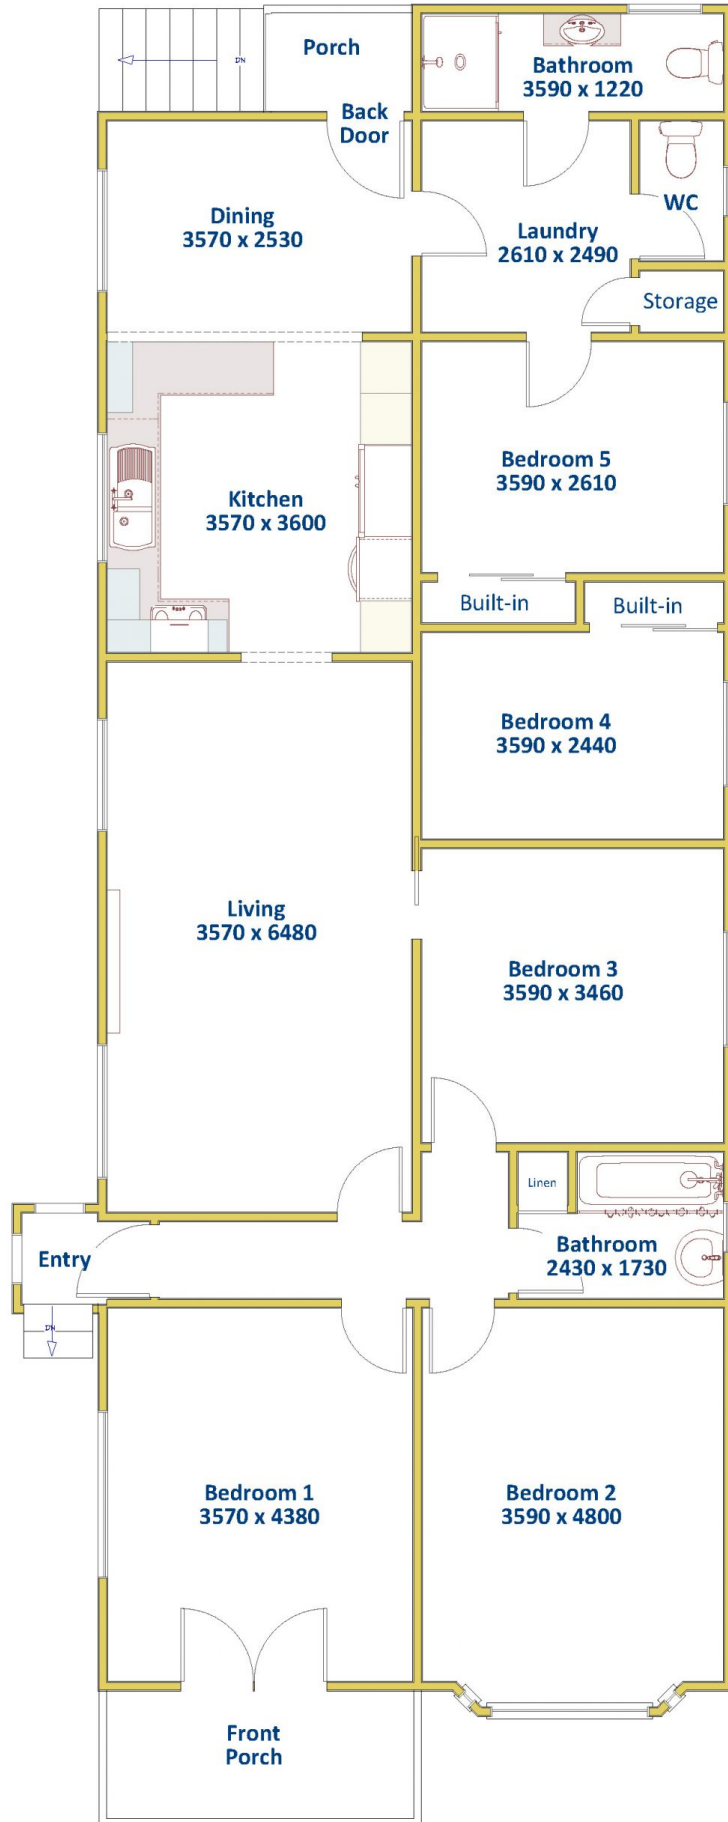 Porch
DN
Bathroom
3590 x 1220
Back
Door
Dining
3570 x 2530
Laundry
2610 x 2490
WC
Storage
Bedroom 5
3590 x 2610
Kitchen
3570 x 3600
Built-in
Built-in
Bedroom 4
3590 x 2440
Living
3570 x 6480
Bedroom 3
3590 x 3460
Linen
Entry
Bathroom
2430 x 1730
DN
Bedroom 1
3570 x 4380
Bedroom 2
3590 x 4800
Front
Porch